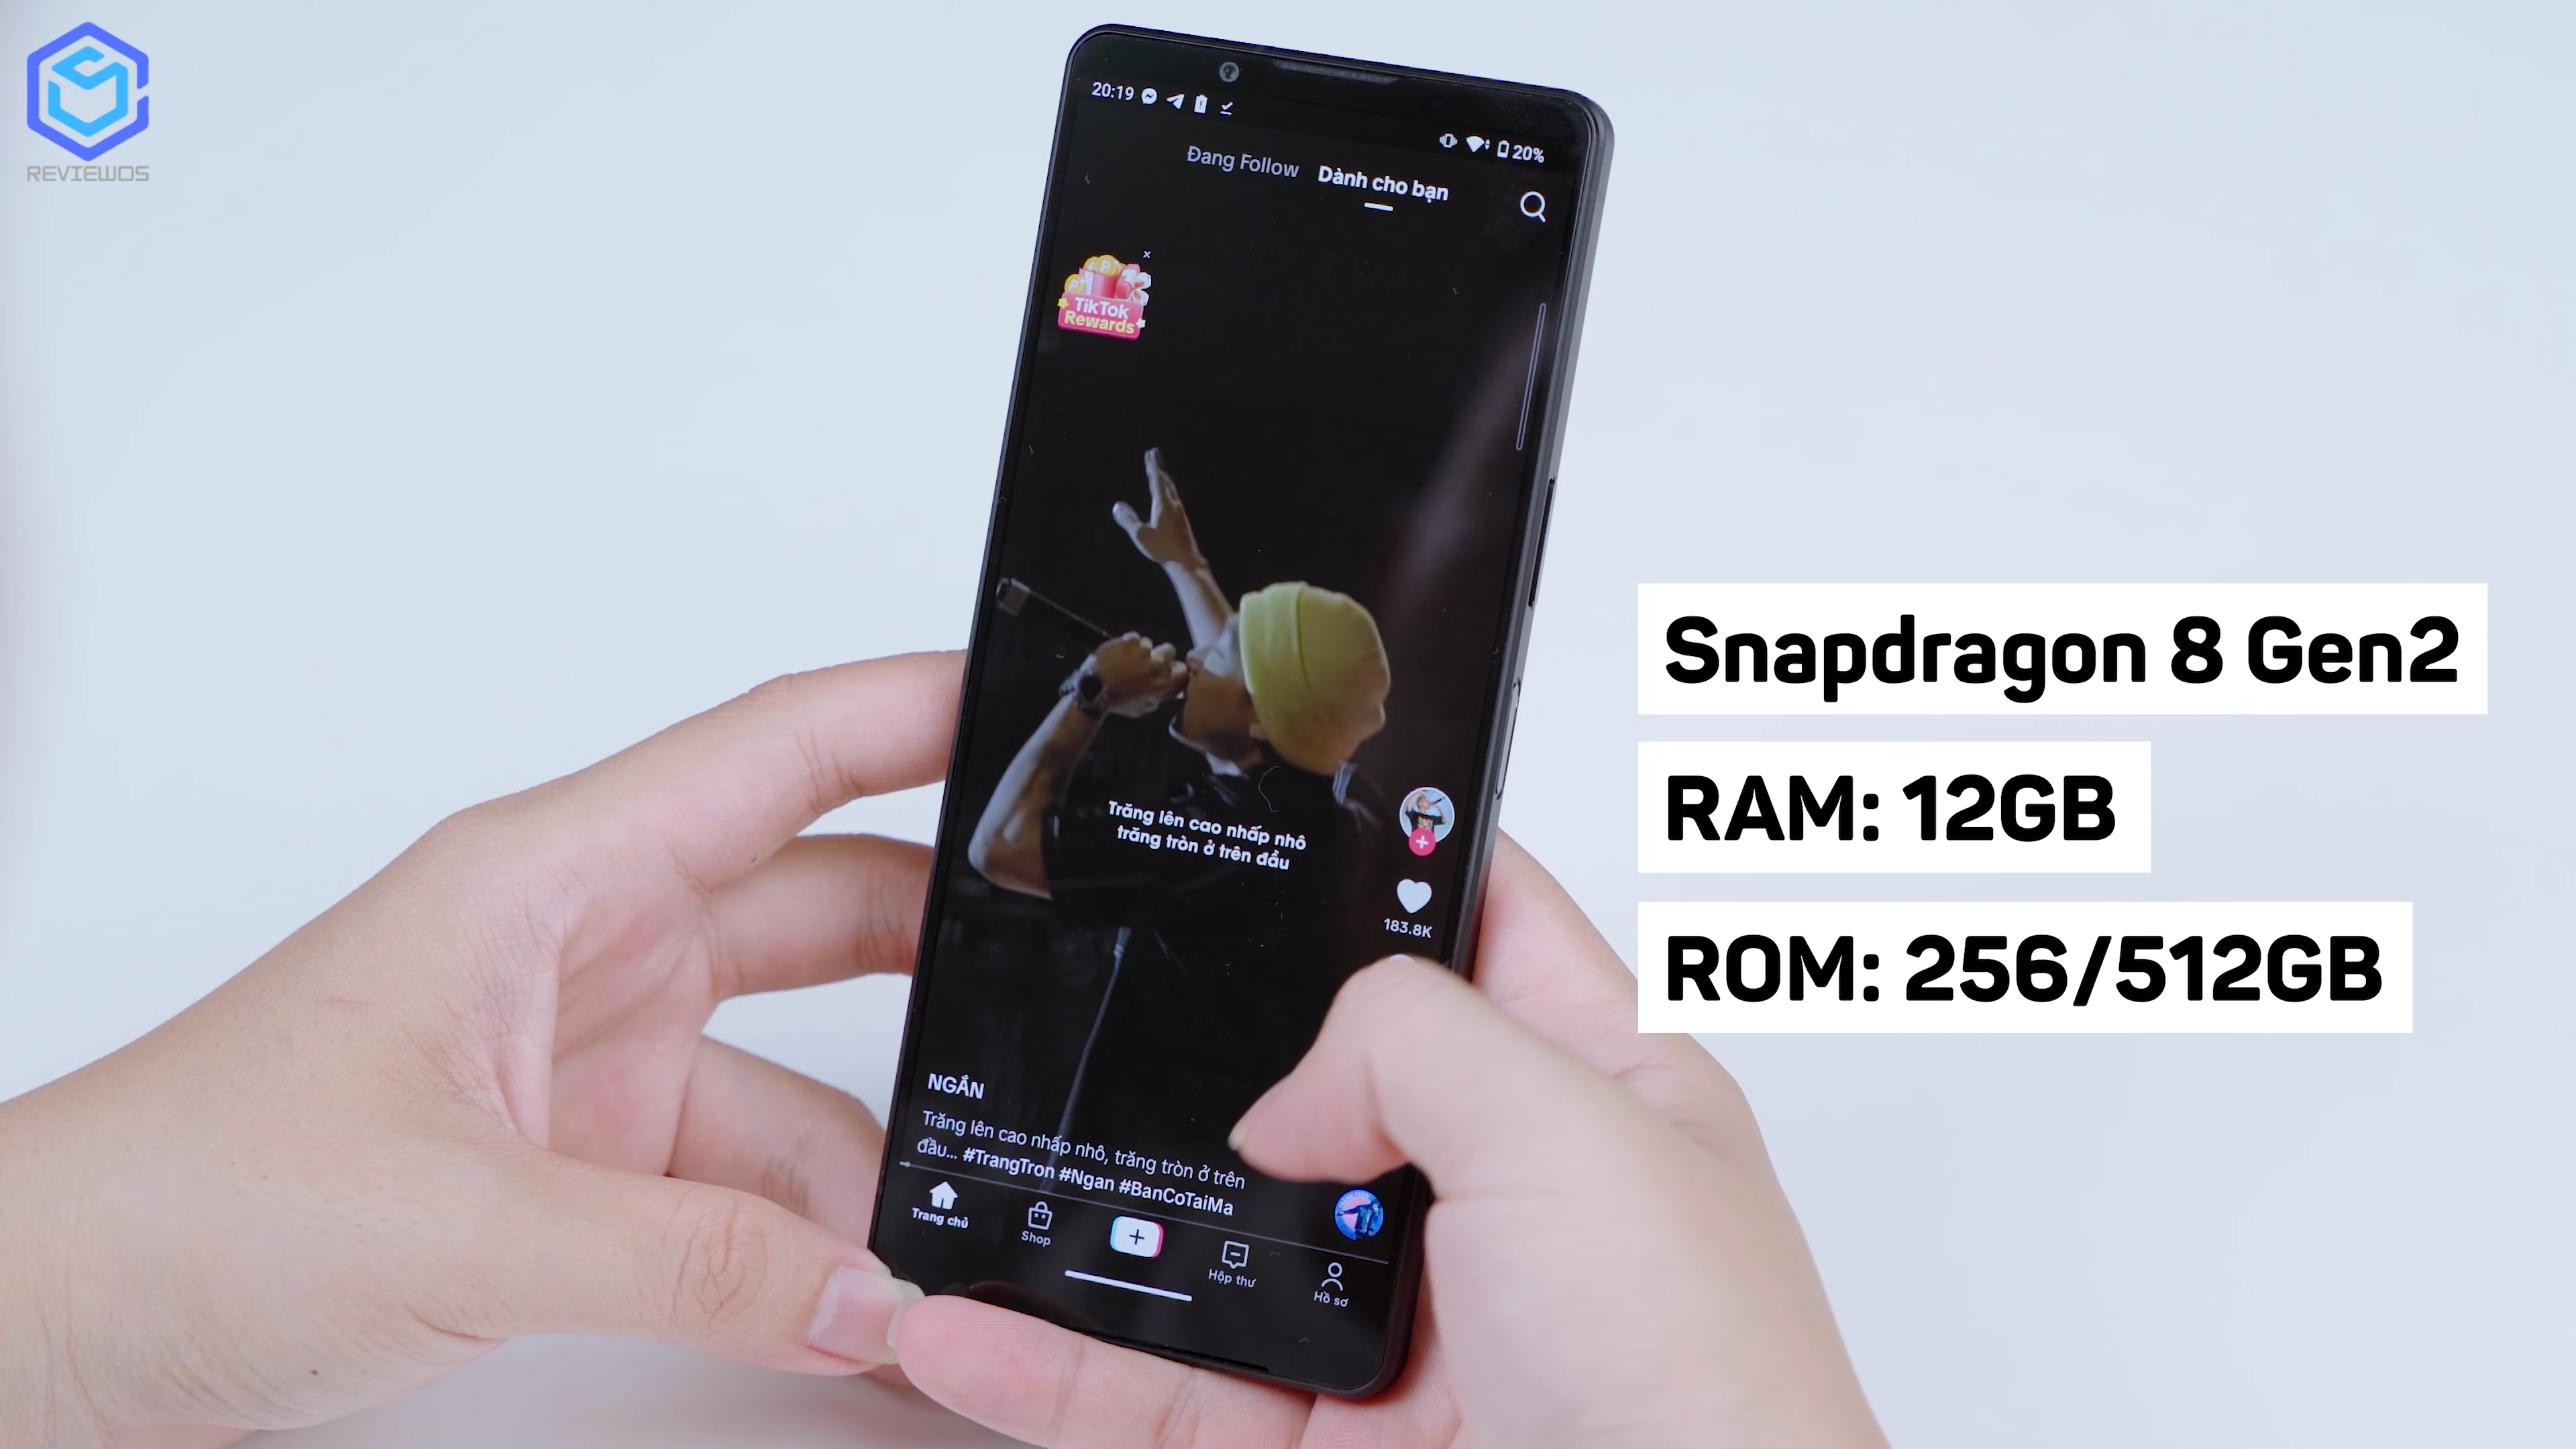 REVIEWOS
20:19
20%
Đang Follow Dành cho bạn
TikTok
Rewards
Trăng lên cao nhấp nhô
trăng tròn ở trên đầu
183.8K
NGẮN
Trăng lên cao nhấp nhô, trăng tròn ở trên
đầu... #TrangTron #Ngan #BanCoTaiMa
Trang chủ
Shop
Hộp thư
Hồ sơ
Snapdragon 8 Gen2
RAM: 12GB
ROM: 256/512GB